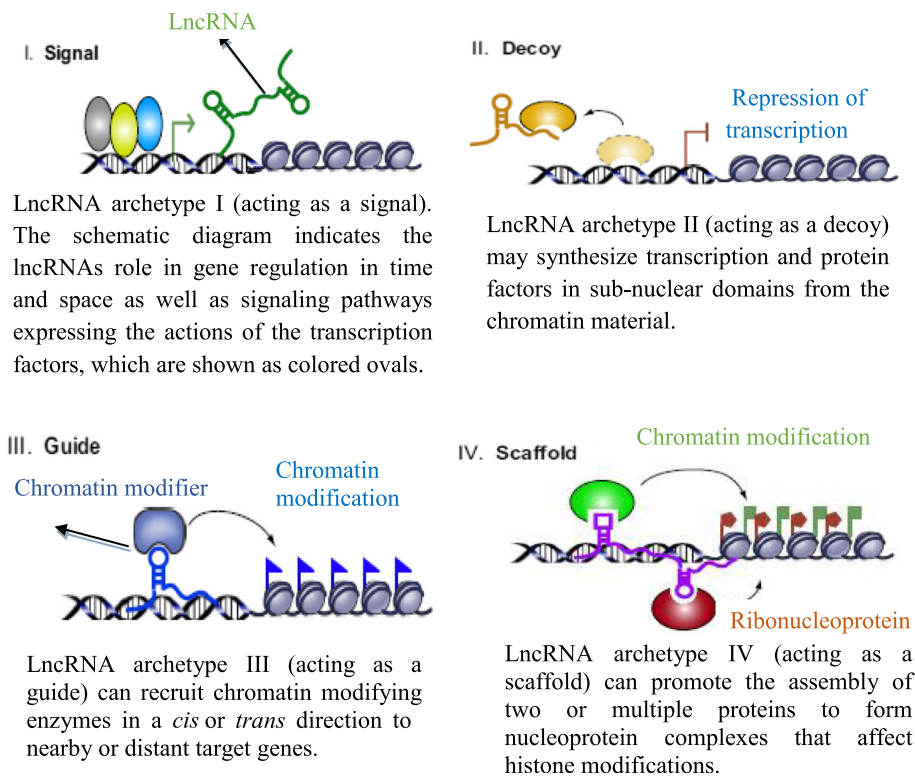 LncRNA
I. Signal
LncRNA archetype I (acting as a signal).
The schematic diagram indicates the
lncRNAs role in gene regulation in time
and space as well as signaling pathways
expressing the actions of the transcription
factors, which are shown as colored ovals.
II. Decoy
Repression of
transcription
LncRNA archetype II (acting as a decoy)
may synthesize transcription and protein
factors in sub-nuclear domains from the
chromatin material.
III. Guide
Chromatin modifier
Chromatin
modification
LncRNA archetype III (acting as a
guide) can recruit chromatin modifying
enzymes in a cis or trans direction to
nearby or distant target genes.
IV. Scaffold
Chromatin modification
Ribonucleoprotein
LncRNA archetype IV (acting as a
scaffold) can promote the assembly of
two or multiple proteins to form
nucleoprotein complexes that affect
histone modifications.